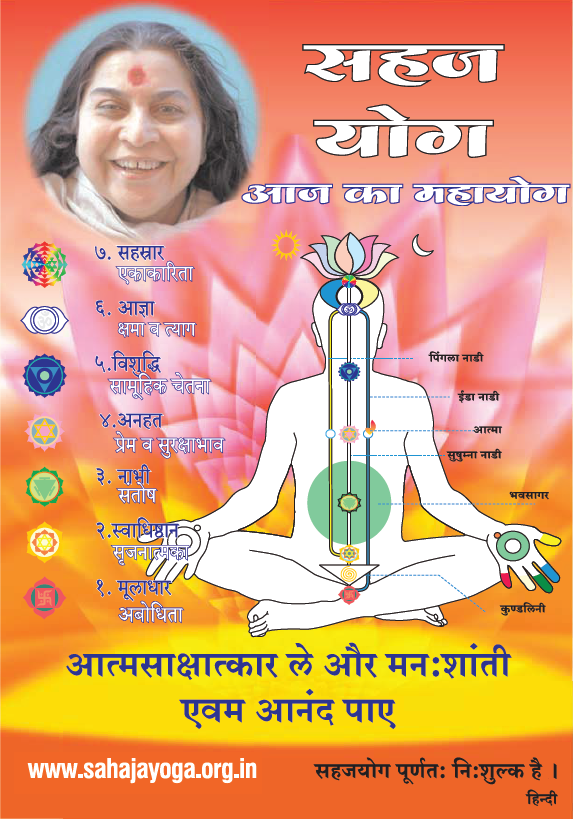 सहज
योग
आज का महायोग
७. सहस्रार
एकाकारिता
६. आज्ञा
क्षमा व त्याग
५.विशुद्धि
सामूहिक चेतना
४.अनहत
प्रेम व सुरक्षाभाव
३. नाभी
संतोष
२.स्वाधिष्ठान
सृजनात्मका
१. मूलाधार
अबोधिता
पिंगला नाडी
ईडा नाडी
आत्मा
सुषुम्ना नाडी
भवसागर
कुण्डलिनी
आत्मसाक्षात्कार ले और मन:शांती
एवम आनंद पाए
www.sahajayoga.org.in
सहजयोग पूर्णत: नि:शुल्क है ।
हिन्दी